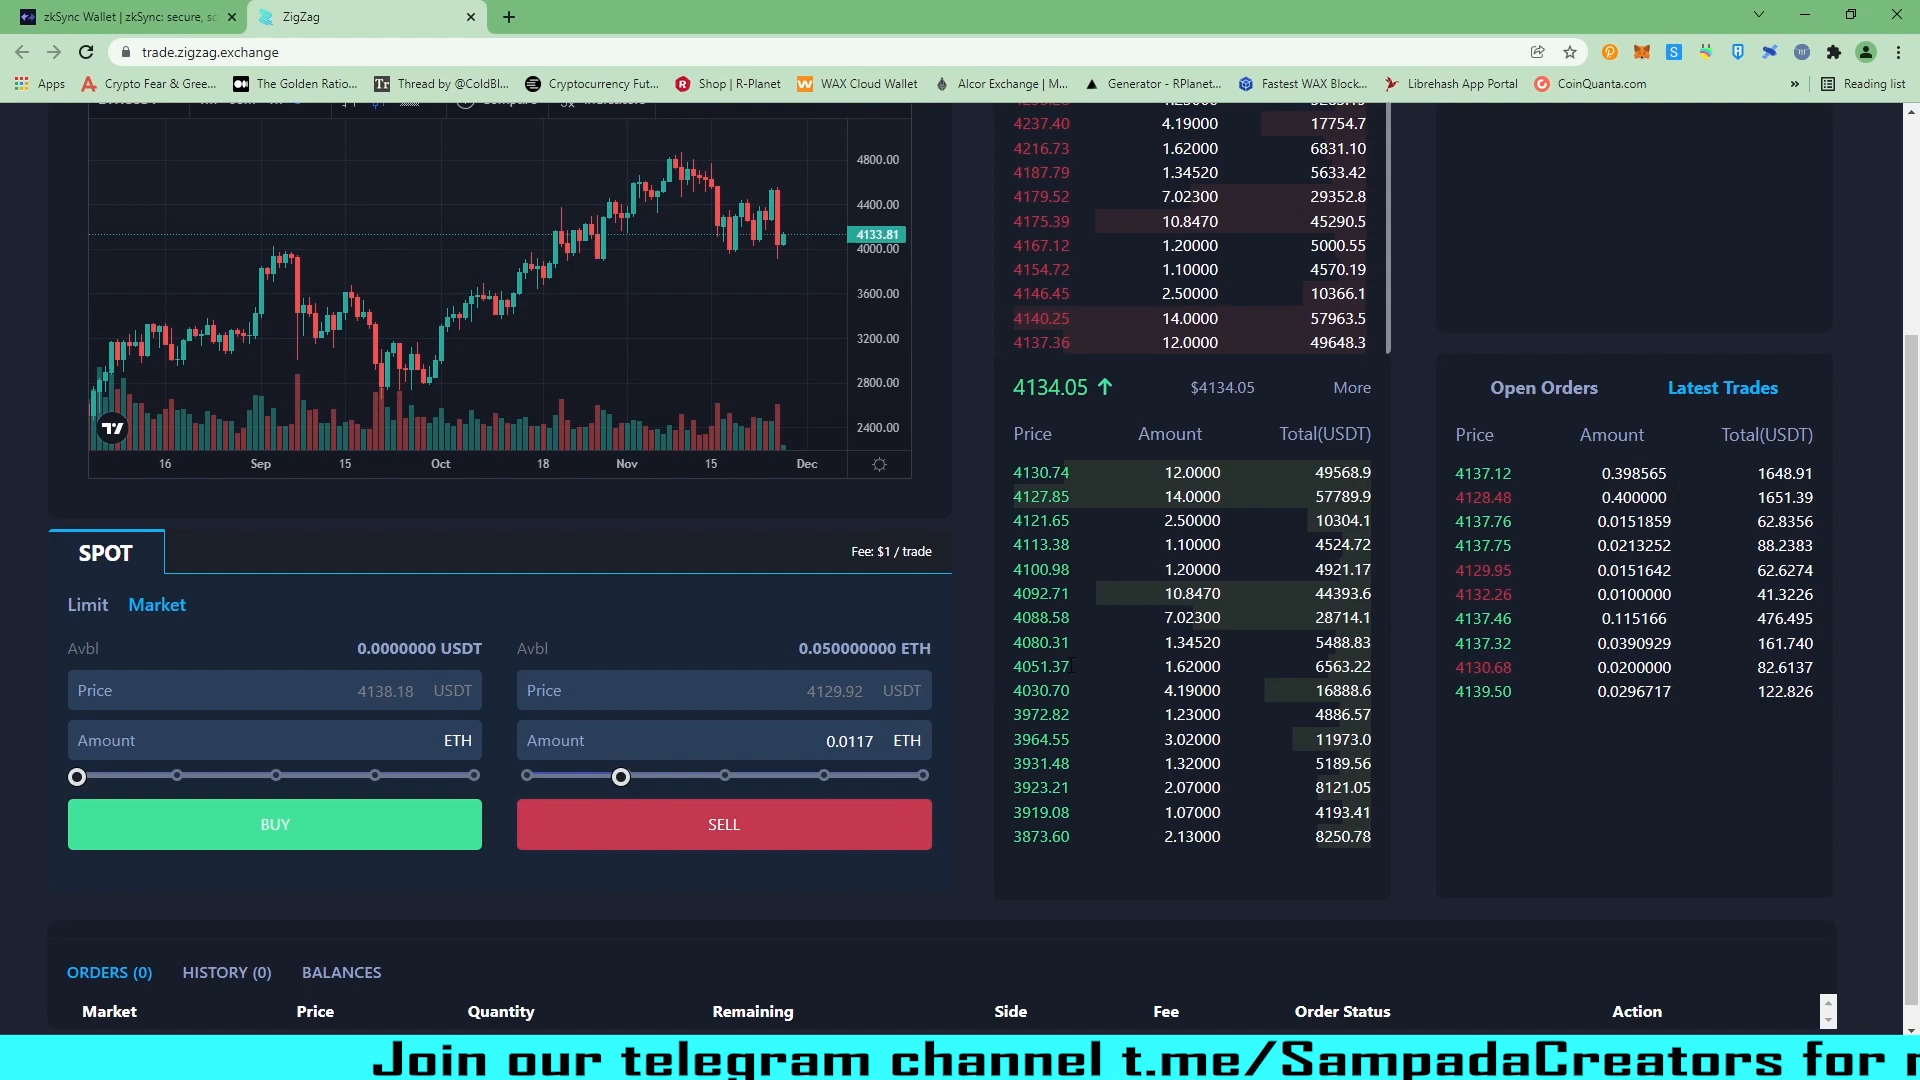 zkSync Wallet | zkSync: secure, sc
ZigZag
trade.zigzag.exchange
Apps
Crypto Fear & Gree...
The Golden Ratio...
Thread by @ColdBl...
Cryptocurrency Fut...
Shop | R-Planet
WAX Cloud Wallet
Alcor Exchange | M...
Generator - RPlanet...
Fastest WAX Block...
Librehash App Portal
CoinQuanta.com
Reading list
4800.00
4400.00
4133.81
4000.00
3600.00
3200.00
2800.00
2400.00
16 Sep 15 Oct 18 Nov 15 Dec
4237.40 4.19000 17754.7
4216.73 1.62000 6831.10
4187.79 1.34520 5633.42
4179.52 7.02300 29352.8
4175.39 10.8470 45290.5
4167.12 1.20000 5000.55
4154.72 1.10000 4570.19
4146.45 2.50000 10366.1
4140.25 14.0000 57963.5
4137.36 12.0000 49648.3
4134.05 ↑ $4134.05 More
Price Amount Total(USDT)
4130.74 12.0000 49568.9
4127.85 14.0000 57789.9
4121.65 2.50000 10304.1
4113.38 1.10000 4524.72
4100.98 1.20000 4921.17
4092.71 10.8470 44393.6
4088.58 7.02300 28714.1
4080.31 1.34520 5488.83
4051.37 1.62000 6563.22
4030.70 4.19000 16888.6
3972.82 1.23000 4886.57
3964.55 3.02000 11973.0
3931.48 1.32000 5189.56
3923.21 2.07000 8121.05
3919.08 1.07000 4193.41
3873.60 2.13000 8250.78
Open Orders Latest Trades
Price Amount Total(USDT)
4137.12 0.398565 1648.91
4128.48 0.400000 1651.39
4137.76 0.0151859 62.8356
4137.75 0.0213252 88.2383
4129.95 0.0151642 62.6274
4132.26 0.0100000 41.3226
4137.46 0.115166 476.495
4137.32 0.0390929 161.740
4130.68 0.0200000 82.6137
4139.50 0.0296717 122.826
SPOT Fee: $1 / trade
Limit Market
Avbl 0.0000000 USDT Avbl 0.050000000 ETH
Price 4138.18 USDT Price 4129.92 USDT
Amount ETH Amount 0.0117 ETH
BUY SELL
ORDERS (0) HISTORY (0) BALANCES
Market Price Quantity Remaining Side Fee Order Status Action
Join our telegram channel t.me/SampadaCreators for